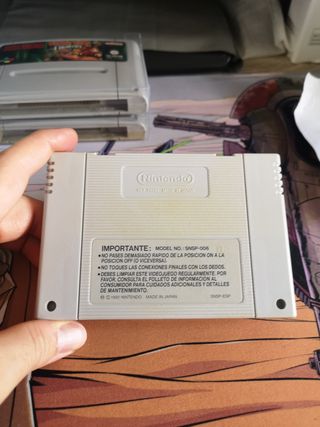 Nintendo
IMPORTANTE: MODEL NO.: SNSP-006
• NO PASES DEMASIADO RAPIDO DE LA POSICION ON A LA
POSICION OFF (O VICEVERSA).
• NO TOQUES LAS CONEXIONES FINALES CON LOS DEDOS.
• DEBES LIMPIAR ESTE VIDEOJUEGO REGULARMENTE. POR
FAVOR, CONSULTA EL FOLLETO DE INFORMACION AL
CONSUMIDOR PARA CUIDADOS ADICIONALES Y DETALLES
DE MANTENIMIENTO.
© 1992 NINTENDO MADE IN JAPAN SNSP-ESP